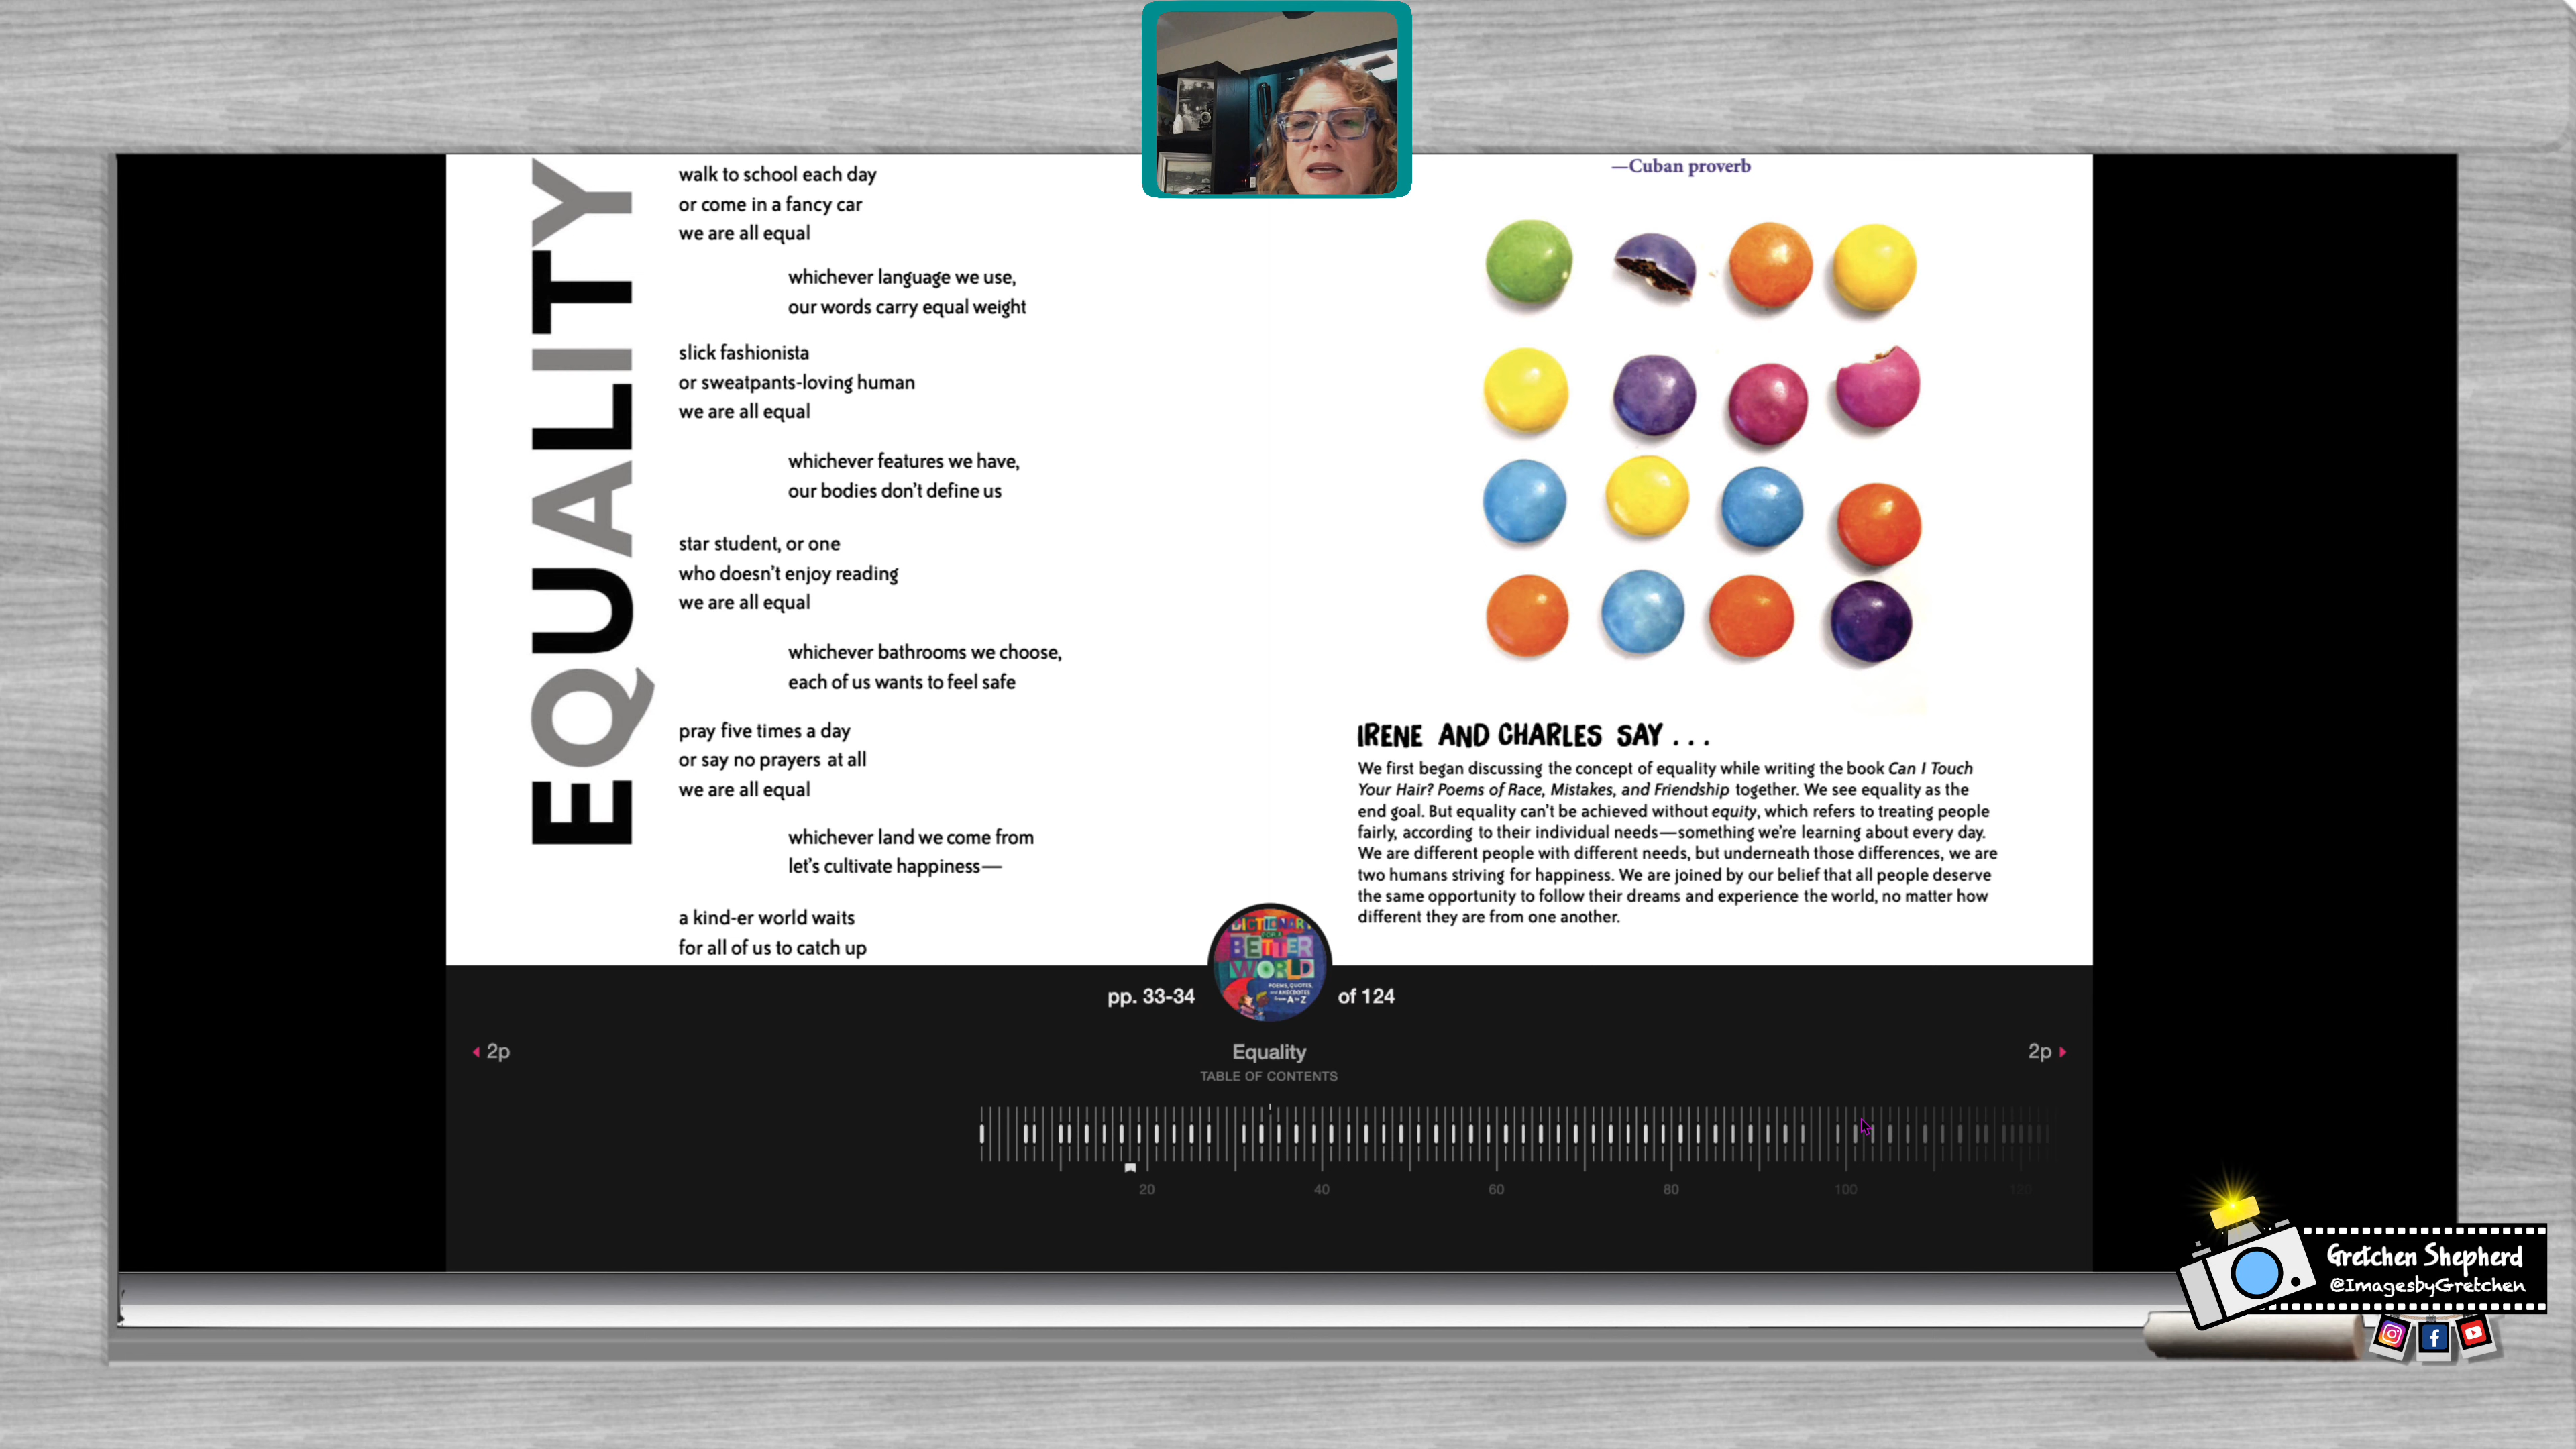 EQUALITY
walk to school each day
or come in a fancy car
we are all equal
whichever language we use,
our words carry equal weight
slick fashionista
or sweatpants-loving human
we are all equal
whichever features we have,
our bodies don't define us
star student, or one
who doesn't enjoy reading
we are all equal
whichever bathrooms we choose,
each of us wants to feel safe
pray five times a day
or say no prayers at all
we are all equal
whichever land we come from
let's cultivate happiness—
a kind-er world waits
for all of us to catch up
—Cuban proverb
IRENE AND CHARLES SAY . . .
We first began discussing the concept of equality while writing the book Can I Touch
Your Hair? Poems of Race, Mistakes, and Friendship together. We see equality as the
end goal. But equality can't be achieved without equity, which refers to treating people
fairly, according to their individual needs—something we're learning about every day.
We are different people with different needs, but underneath those differences, we are
two humans striving for happiness. We are joined by our belief that all people deserve
the same opportunity to follow their dreams and experience the world, no matter how
different they are from one another.
DICTIONARY
FOR A
BETTER
WORLD
POEMS, QUOTES,
and ANECDOTES
from A to Z
pp. 33-34
of 124
2p
Equality
2p
TABLE OF CONTENTS
20 40 60 80 100 120
Gretchen Shepherd
@ImagesbyGretchen